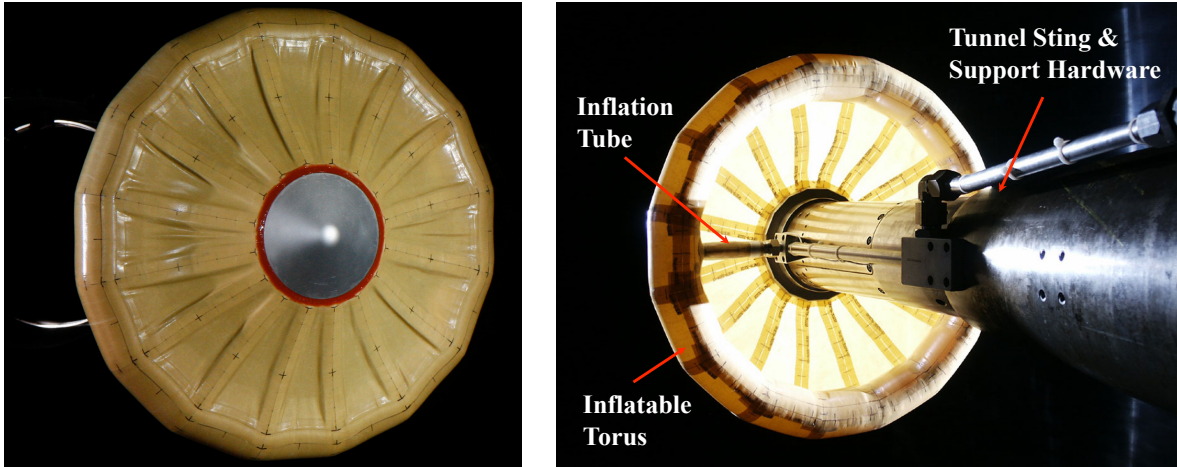 Tunnel Sting &
Support Hardware
Inflation
Tube
Inflatable
Torus